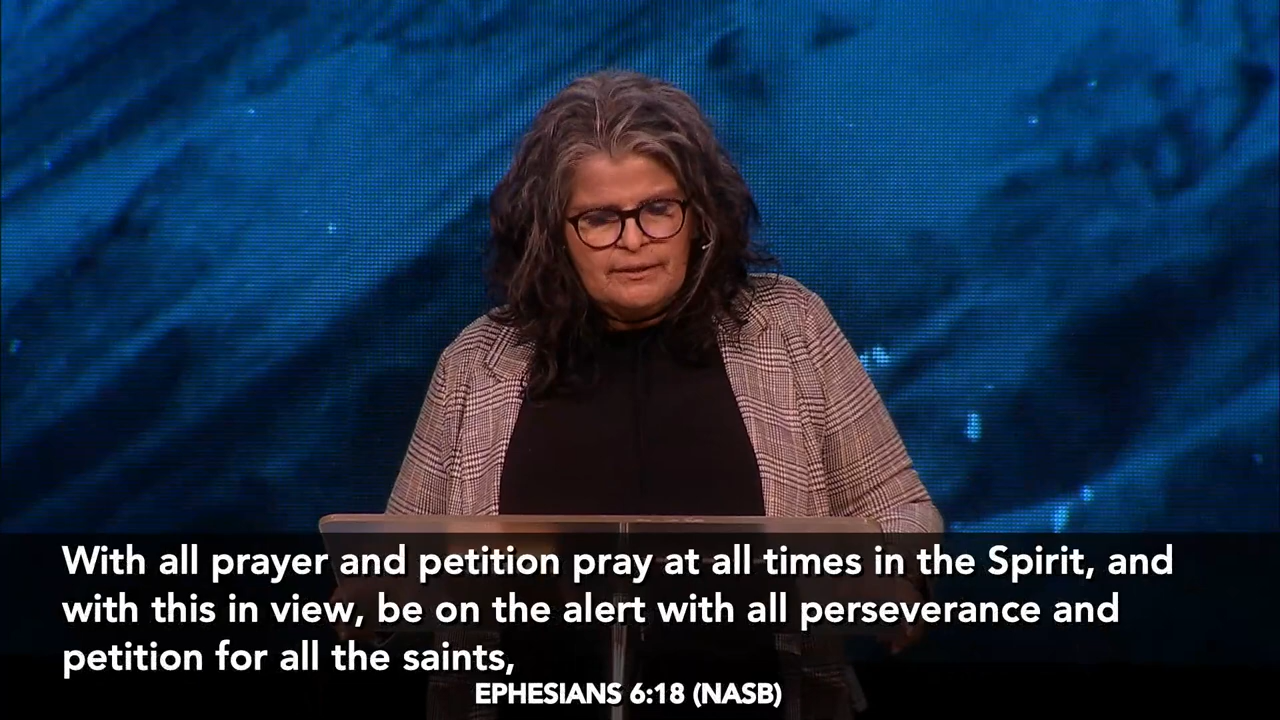 With all prayer and petition pray at all times in the Spirit, and
with this in view, be on the alert with all perseverance and
petition for all the saints,
EPHESIANS 6:18 (NASB)